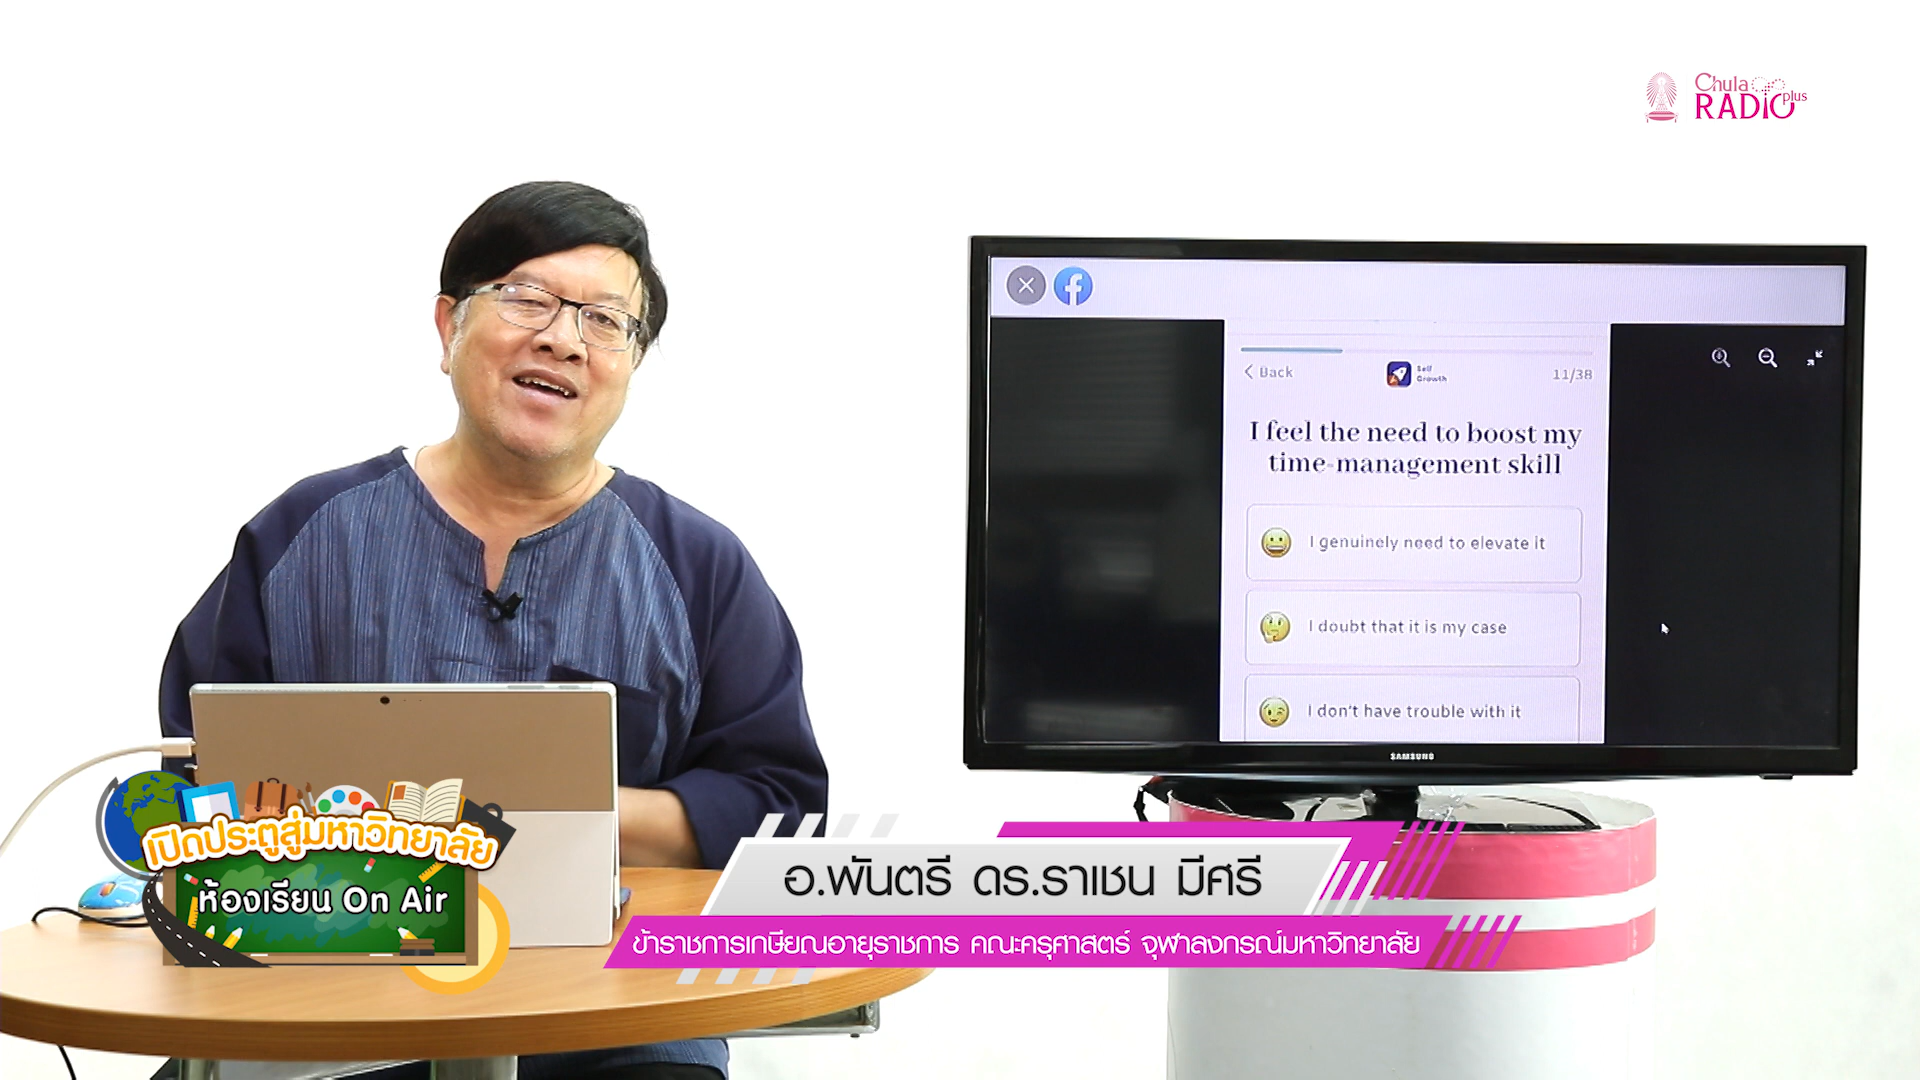 Chula
RADIO plus
Back
Self
Growth
11/38
I feel the need to boost my
time-management skill
I genuinely need to elevate it
I doubt that it is my case
I don't have trouble with it
SAMSUNG
เปิดประตูสู่มหาวิทยาลัย
ห้องเรียน On Air
อ.พันตรี ดร.ราเชน มีศรี
ข้าราชการเกษียณอายุราชการ คณะครุศาสตร์ จุฬาลงกรณ์มหาวิทยาลัย